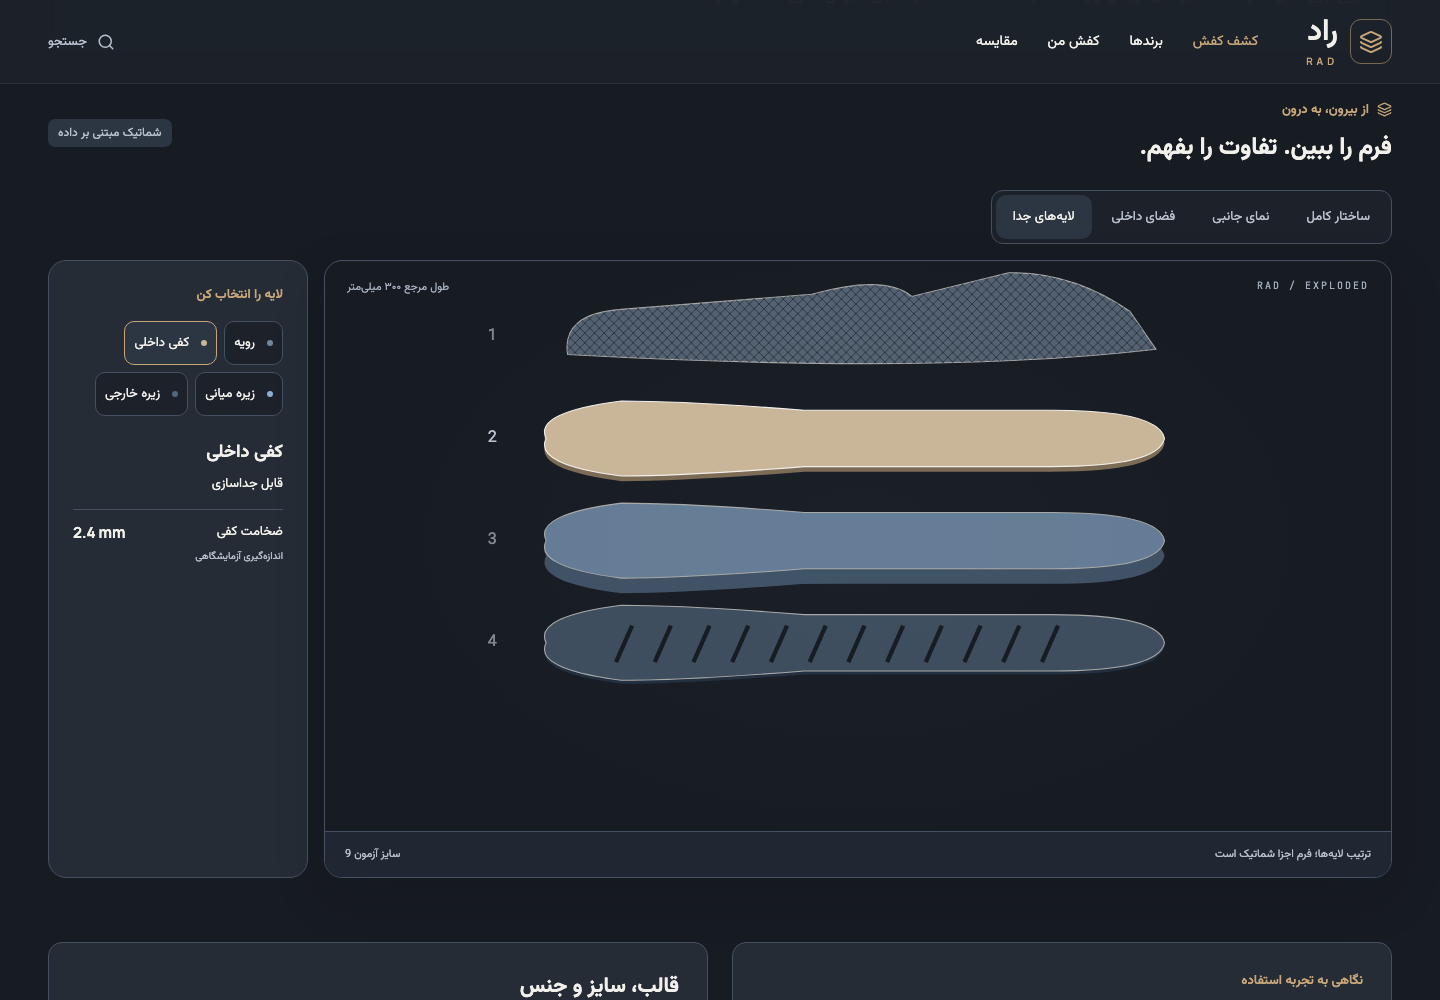 راد
RAD
کشف کفش
برندها
کفش من
مقایسه
جستجو
از بیرون، به درون
فرم را ببین. تفاوت را بفهم.
شماتیک مبتنی بر داده
ساختار کامل
نمای جانبی
فضای داخلی
لایه‌های جدا
RAD / EXPLODED
طول مرجع ۳۰۰ میلی‌متر
1
2
3
4
ترتیب لایه‌ها؛ فرم اجزا شماتیک است
سایز آزمون 9
لایه را انتخاب کن
رویه
کفی داخلی
زیره میانی
زیره خارجی
کفی داخلی
قابل جداسازی
ضخامت کفی
2.4 mm
اندازه‌گیری آزمایشگاهی
نگاهی به تجربه استفاده
قالب، سایز و جنس